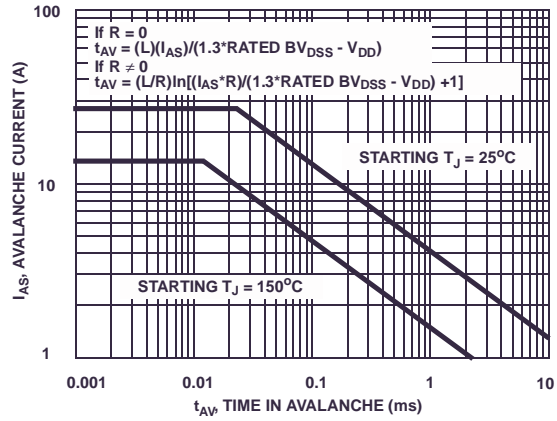 100
If R = 0
tAV = (L)(IAS)/(1.3*RATED BVDSS - VDD)
If R ≠ 0
tAV = (L/R)ln[(IAS*R)/(1.3*RATED BVDSS - VDD) +1]
STARTING TJ = 25°C
10
STARTING TJ = 150°C
1
IAS, AVALANCHE CURRENT (A)
0.001 0.01 0.1 1 10
tAV, TIME IN AVALANCHE (ms)